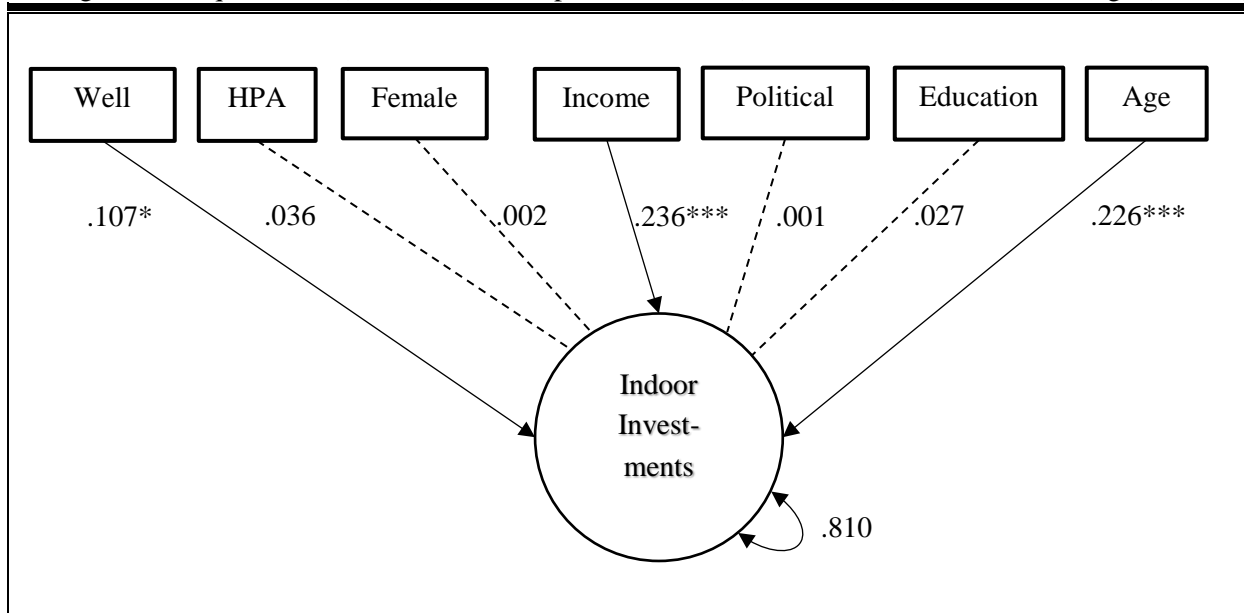 Well HPA Female Income Political Education Age
.107* .036 .002 .236*** .001 .027 .226***
Indoor
Invest-
ments
.810